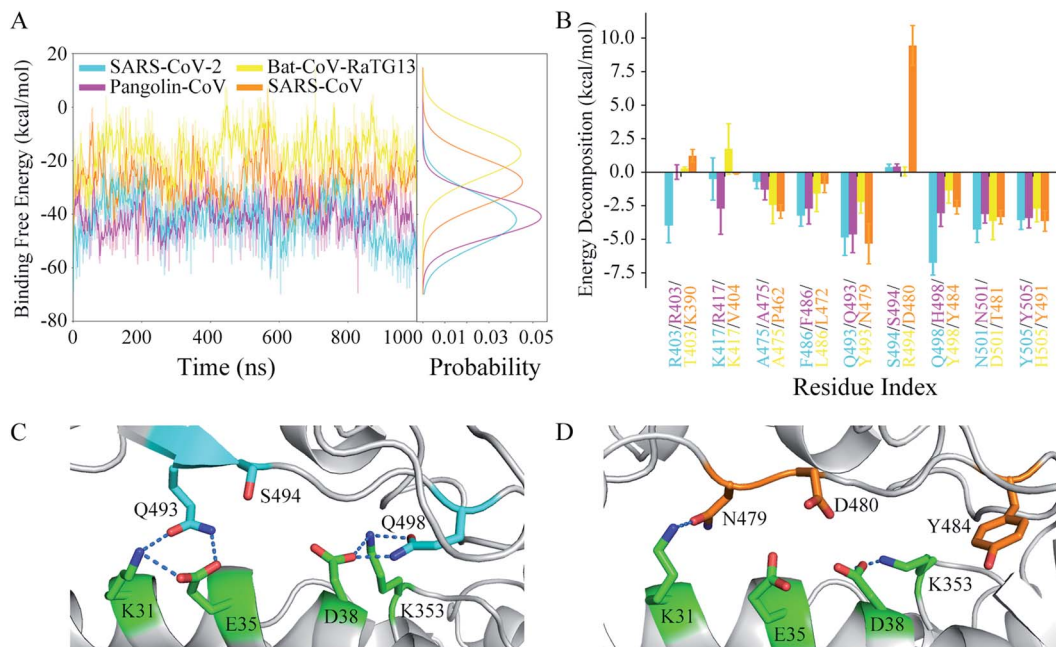 A
Binding Free Energy (kcal/mol)
20
0
-20
-40
-60
-80
SARS-CoV-2
Bat-CoV-RaTG13
Pangolin-CoV
SARS-CoV
0 200 400 600 800 1000
Time (ns)
0.01 0.03 0.05
Probability
B
Energy Decomposition (kcal/mol)
10.0
7.5
5.0
2.5
0.0
-2.5
-5.0
-7.5
R403/R403/
T403/K390
K417/R417/
K417/V404
A475/A475/
A475/P462
F486/F486/
L486/L472
Q493/Q493/
Y493/N479
S494/S494/
R494/D480
Q498/H498/
Y498/Y484
N501/N501/
D501/T481
Y505/Y505/
H505/Y491
Residue Index
C
Q493
S494
Q498
K31
E35
D38
K353
D
N479
D480
Y484
K31
E35
D38
K353